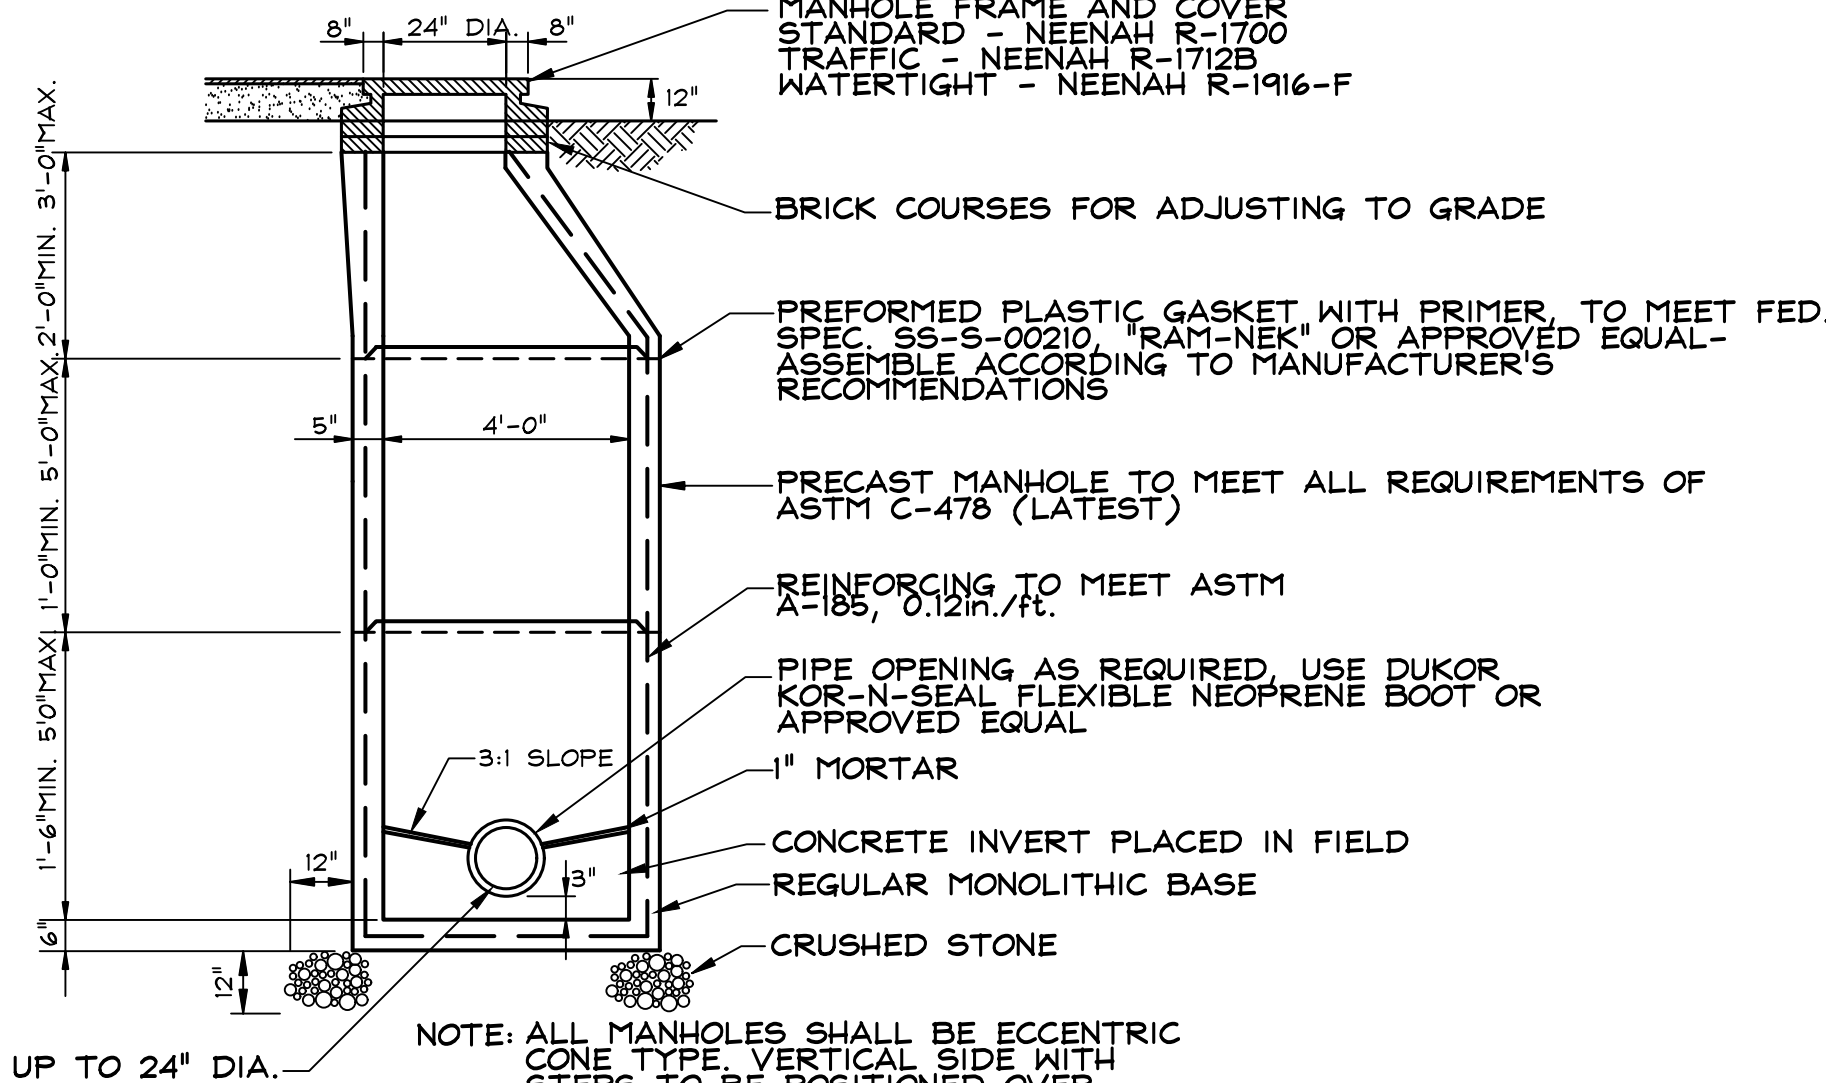 8" 24" DIA. 8"
MANHOLE FRAME AND COVER
STANDARD - NEENAH R-1700
TRAFFIC - NEENAH R-1712B
WATERTIGHT - NEENAH R-1916-F
12"
BRICK COURSES FOR ADJUSTING TO GRADE
2'-0"MIN. 3'-0"MAX.
PREFORMED PLASTIC GASKET WITH PRIMER, TO MEET FED.
SPEC. SS-S-00210, "RAM-NEK" OR APPROVED EQUAL-
ASSEMBLE ACCORDING TO MANUFACTURER'S
RECOMMENDATIONS
5" 4'-0"
1'-0"MIN. 5'-0"MAX.
PRECAST MANHOLE TO MEET ALL REQUIREMENTS OF
ASTM C-478 (LATEST)
REINFORCING TO MEET ASTM
A-185, 0.12in./ft.
PIPE OPENING AS REQUIRED, USE DUKOR
KOR-N-SEAL FLEXIBLE NEOPRENE BOOT OR
APPROVED EQUAL
1'-6"MIN. 5'0"MAX.
3:1 SLOPE
1" MORTAR
CONCRETE INVERT PLACED IN FIELD
12"
3"
REGULAR MONOLITHIC BASE
6"
CRUSHED STONE
12"
UP TO 24" DIA.
NOTE: ALL MANHOLES SHALL BE ECCENTRIC
CONE TYPE. VERTICAL SIDE WITH
STEPS TO BE POSITIONED OVER